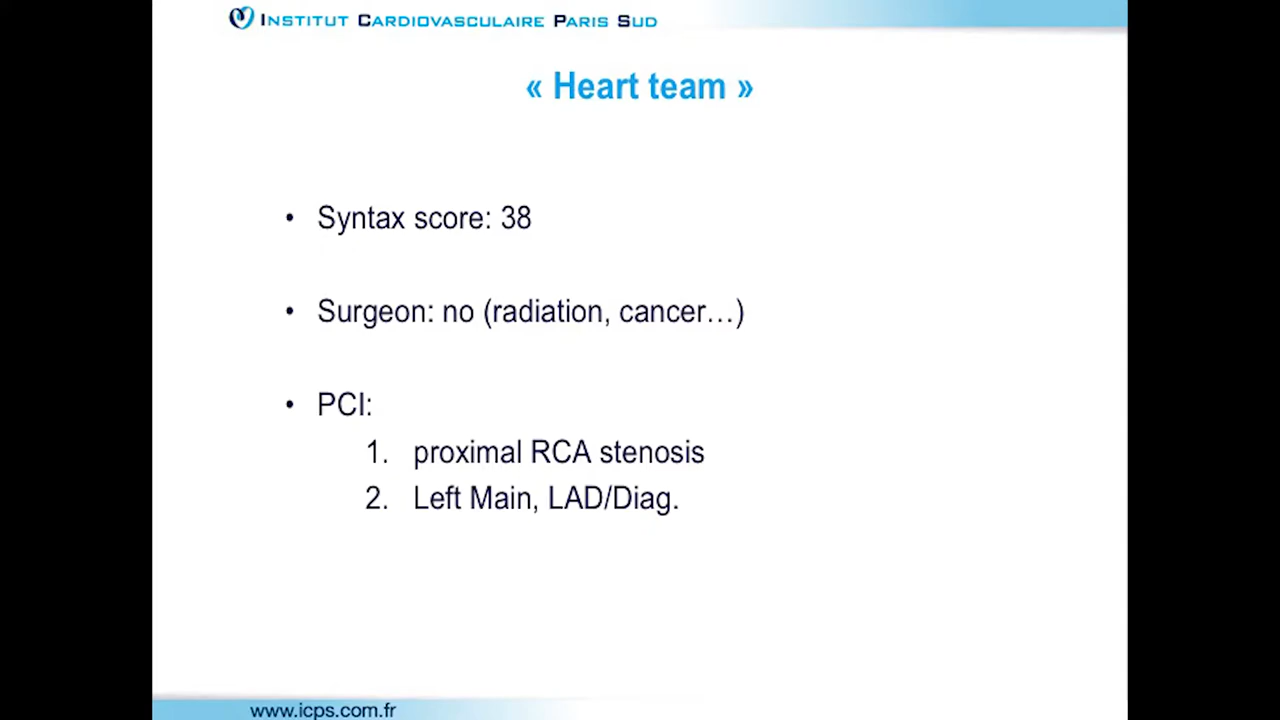 INSTITUT CARDIOVASCULAIRE PARIS SUD
« Heart team »
• Syntax score: 38
• Surgeon: no (radiation, cancer…)
• PCI:
1. proximal RCA stenosis
2. Left Main, LAD/Diag.
www.icps.com.fr